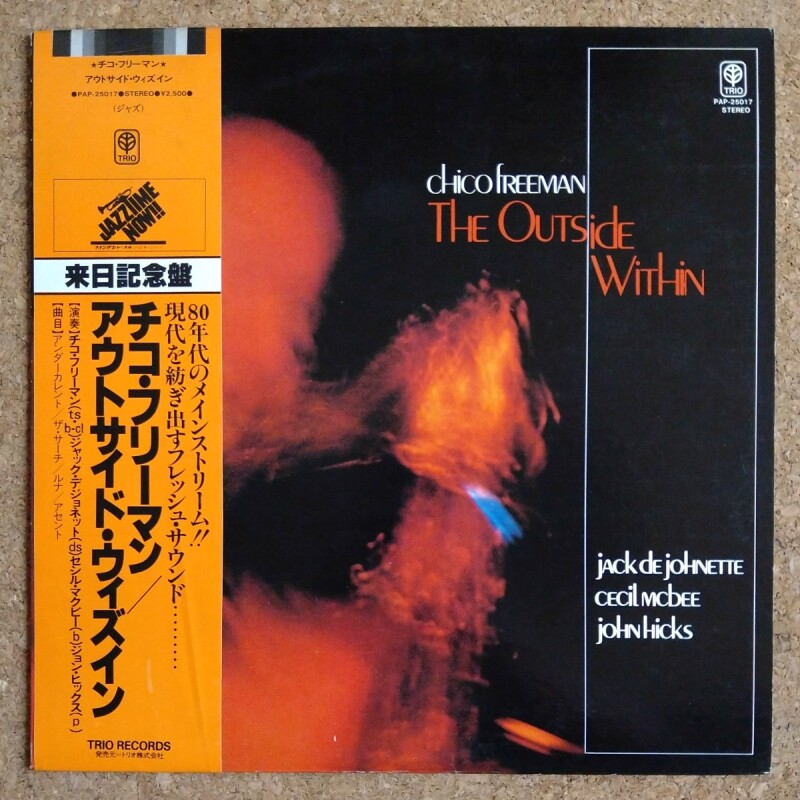 ★チコ・フリーマン★
アウトサイド・ウィズイン
●PAP-25017●STEREO●¥2,500●
(ジャズ)
TRIO
JAZZ TIME
NOW!!
来日記念盤
80年代のメインストリーム!!
現代を紡ぎ出すフレッシュ・サウンド…………
チコ・フリーマン／
アウトサイド・ウィズイン
[演奏]チコ・フリーマン(ts・b-cl)ジャック・デジョネット(ds)セシル・マクビー(b)ジョン・ヒックス(p)
[曲目]アンダーカレント／ザ・サーチ／ルナ／アセント
TRIO RECORDS
発売元—トリオ株式会社
TRIO
PAP-25017
STEREO
chico freeman
The Outside
Within
jack de johnette
cecil mcbee
john hicks